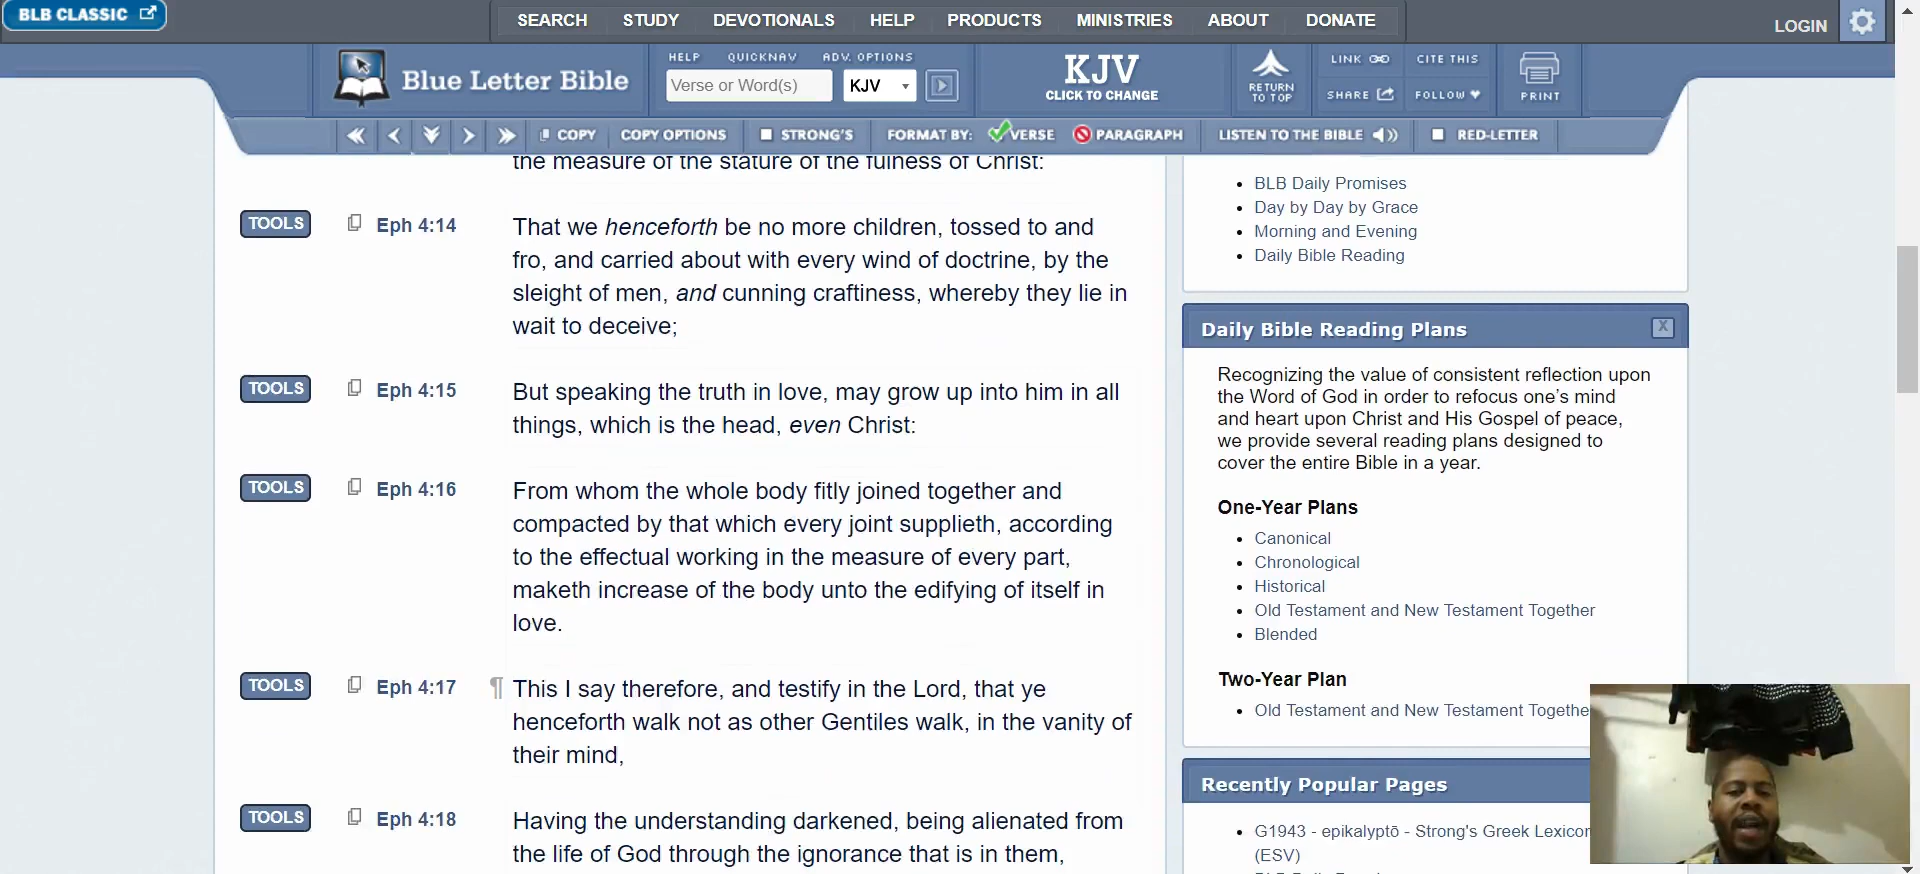 BLB CLASSIC
SEARCH STUDY DEVOTIONALS HELP PRODUCTS MINISTRIES ABOUT DONATE
LOGIN
Blue Letter Bible
HELP QUICKNAV ADV. OPTIONS
Verse or Word(s)
KJV
KJV
CLICK TO CHANGE
RETURN
TO TOP
LINK CITE THIS
SHARE FOLLOW
PRINT
COPY COPY OPTIONS STRONG'S FORMAT BY: VERSE PARAGRAPH LISTEN TO THE BIBLE RED-LETTER
the measure of the stature of the fulness of Christ:
TOOLS Eph 4:14 That we henceforth be no more children, tossed to and
fro, and carried about with every wind of doctrine, by the
sleight of men, and cunning craftiness, whereby they lie in
wait to deceive;
TOOLS Eph 4:15 But speaking the truth in love, may grow up into him in all
things, which is the head, even Christ:
TOOLS Eph 4:16 From whom the whole body fitly joined together and
compacted by that which every joint supplieth, according
to the effectual working in the measure of every part,
maketh increase of the body unto the edifying of itself in
love.
TOOLS Eph 4:17 ¶ This I say therefore, and testify in the Lord, that ye
henceforth walk not as other Gentiles walk, in the vanity of
their mind,
TOOLS Eph 4:18 Having the understanding darkened, being alienated from
the life of God through the ignorance that is in them,
• BLB Daily Promises
• Day by Day by Grace
• Morning and Evening
• Daily Bible Reading
Daily Bible Reading Plans X
Recognizing the value of consistent reflection upon
the Word of God in order to refocus one's mind
and heart upon Christ and His Gospel of peace,
we provide several reading plans designed to
cover the entire Bible in a year.
One-Year Plans
• Canonical
• Chronological
• Historical
• Old Testament and New Testament Together
• Blended
Two-Year Plan
• Old Testament and New Testament Togethe
Recently Popular Pages
• G1943 - epikalyptō - Strong's Greek Lexicon
(ESV)